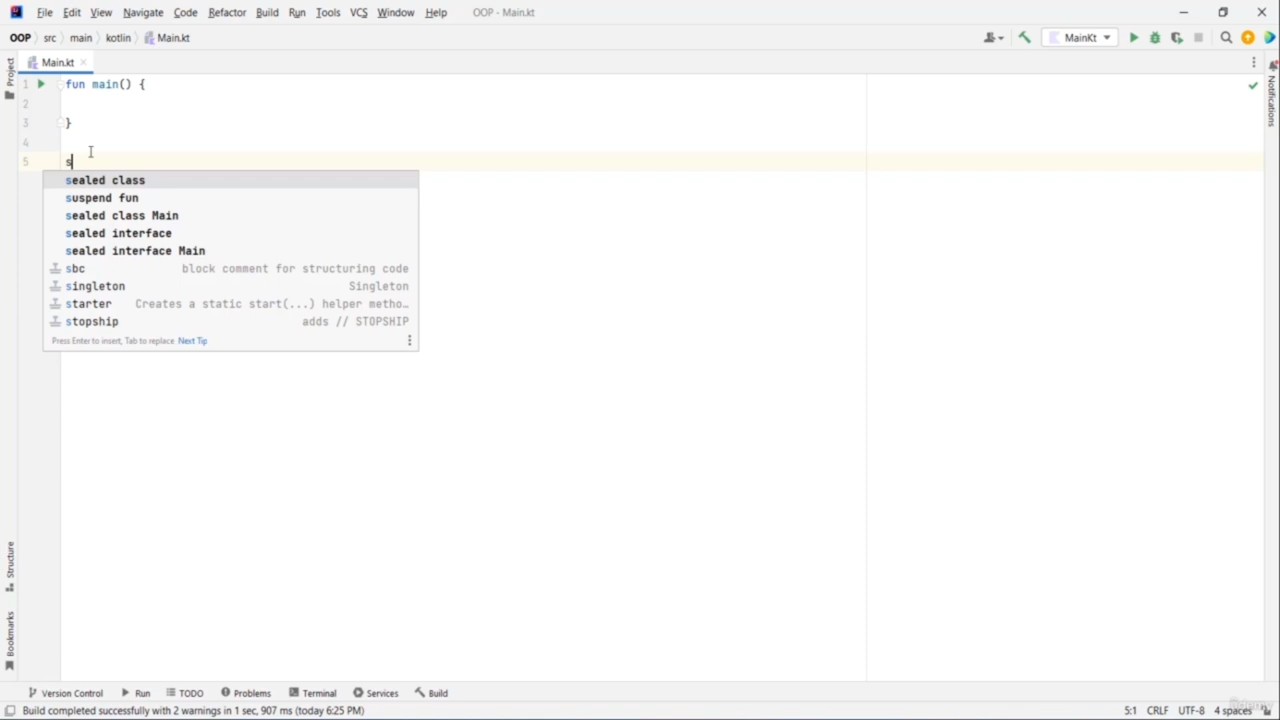 File Edit View Navigate Code Refactor Build Run Tools VCS Window Help OOP - Main.kt
OOP src main kotlin Main.kt MainKt
Project
Main.kt
1 fun main() {
2
3 }
4
5 s
sealed class
suspend fun
sealed class Main
sealed interface
sealed interface Main
sbc block comment for structuring code
singleton Singleton
starter Creates a static start(...) helper metho…
stopship adds // STOPSHIP
Press Enter to insert, Tab to replace Next Tip
Notifications
Structure
Bookmarks
Version Control Run TODO Problems Terminal Services Build
Build completed successfully with 2 warnings in 1 sec, 907 ms (today 6:25 PM) 5:1 CRLF UTF-8 4 spaces
udemy